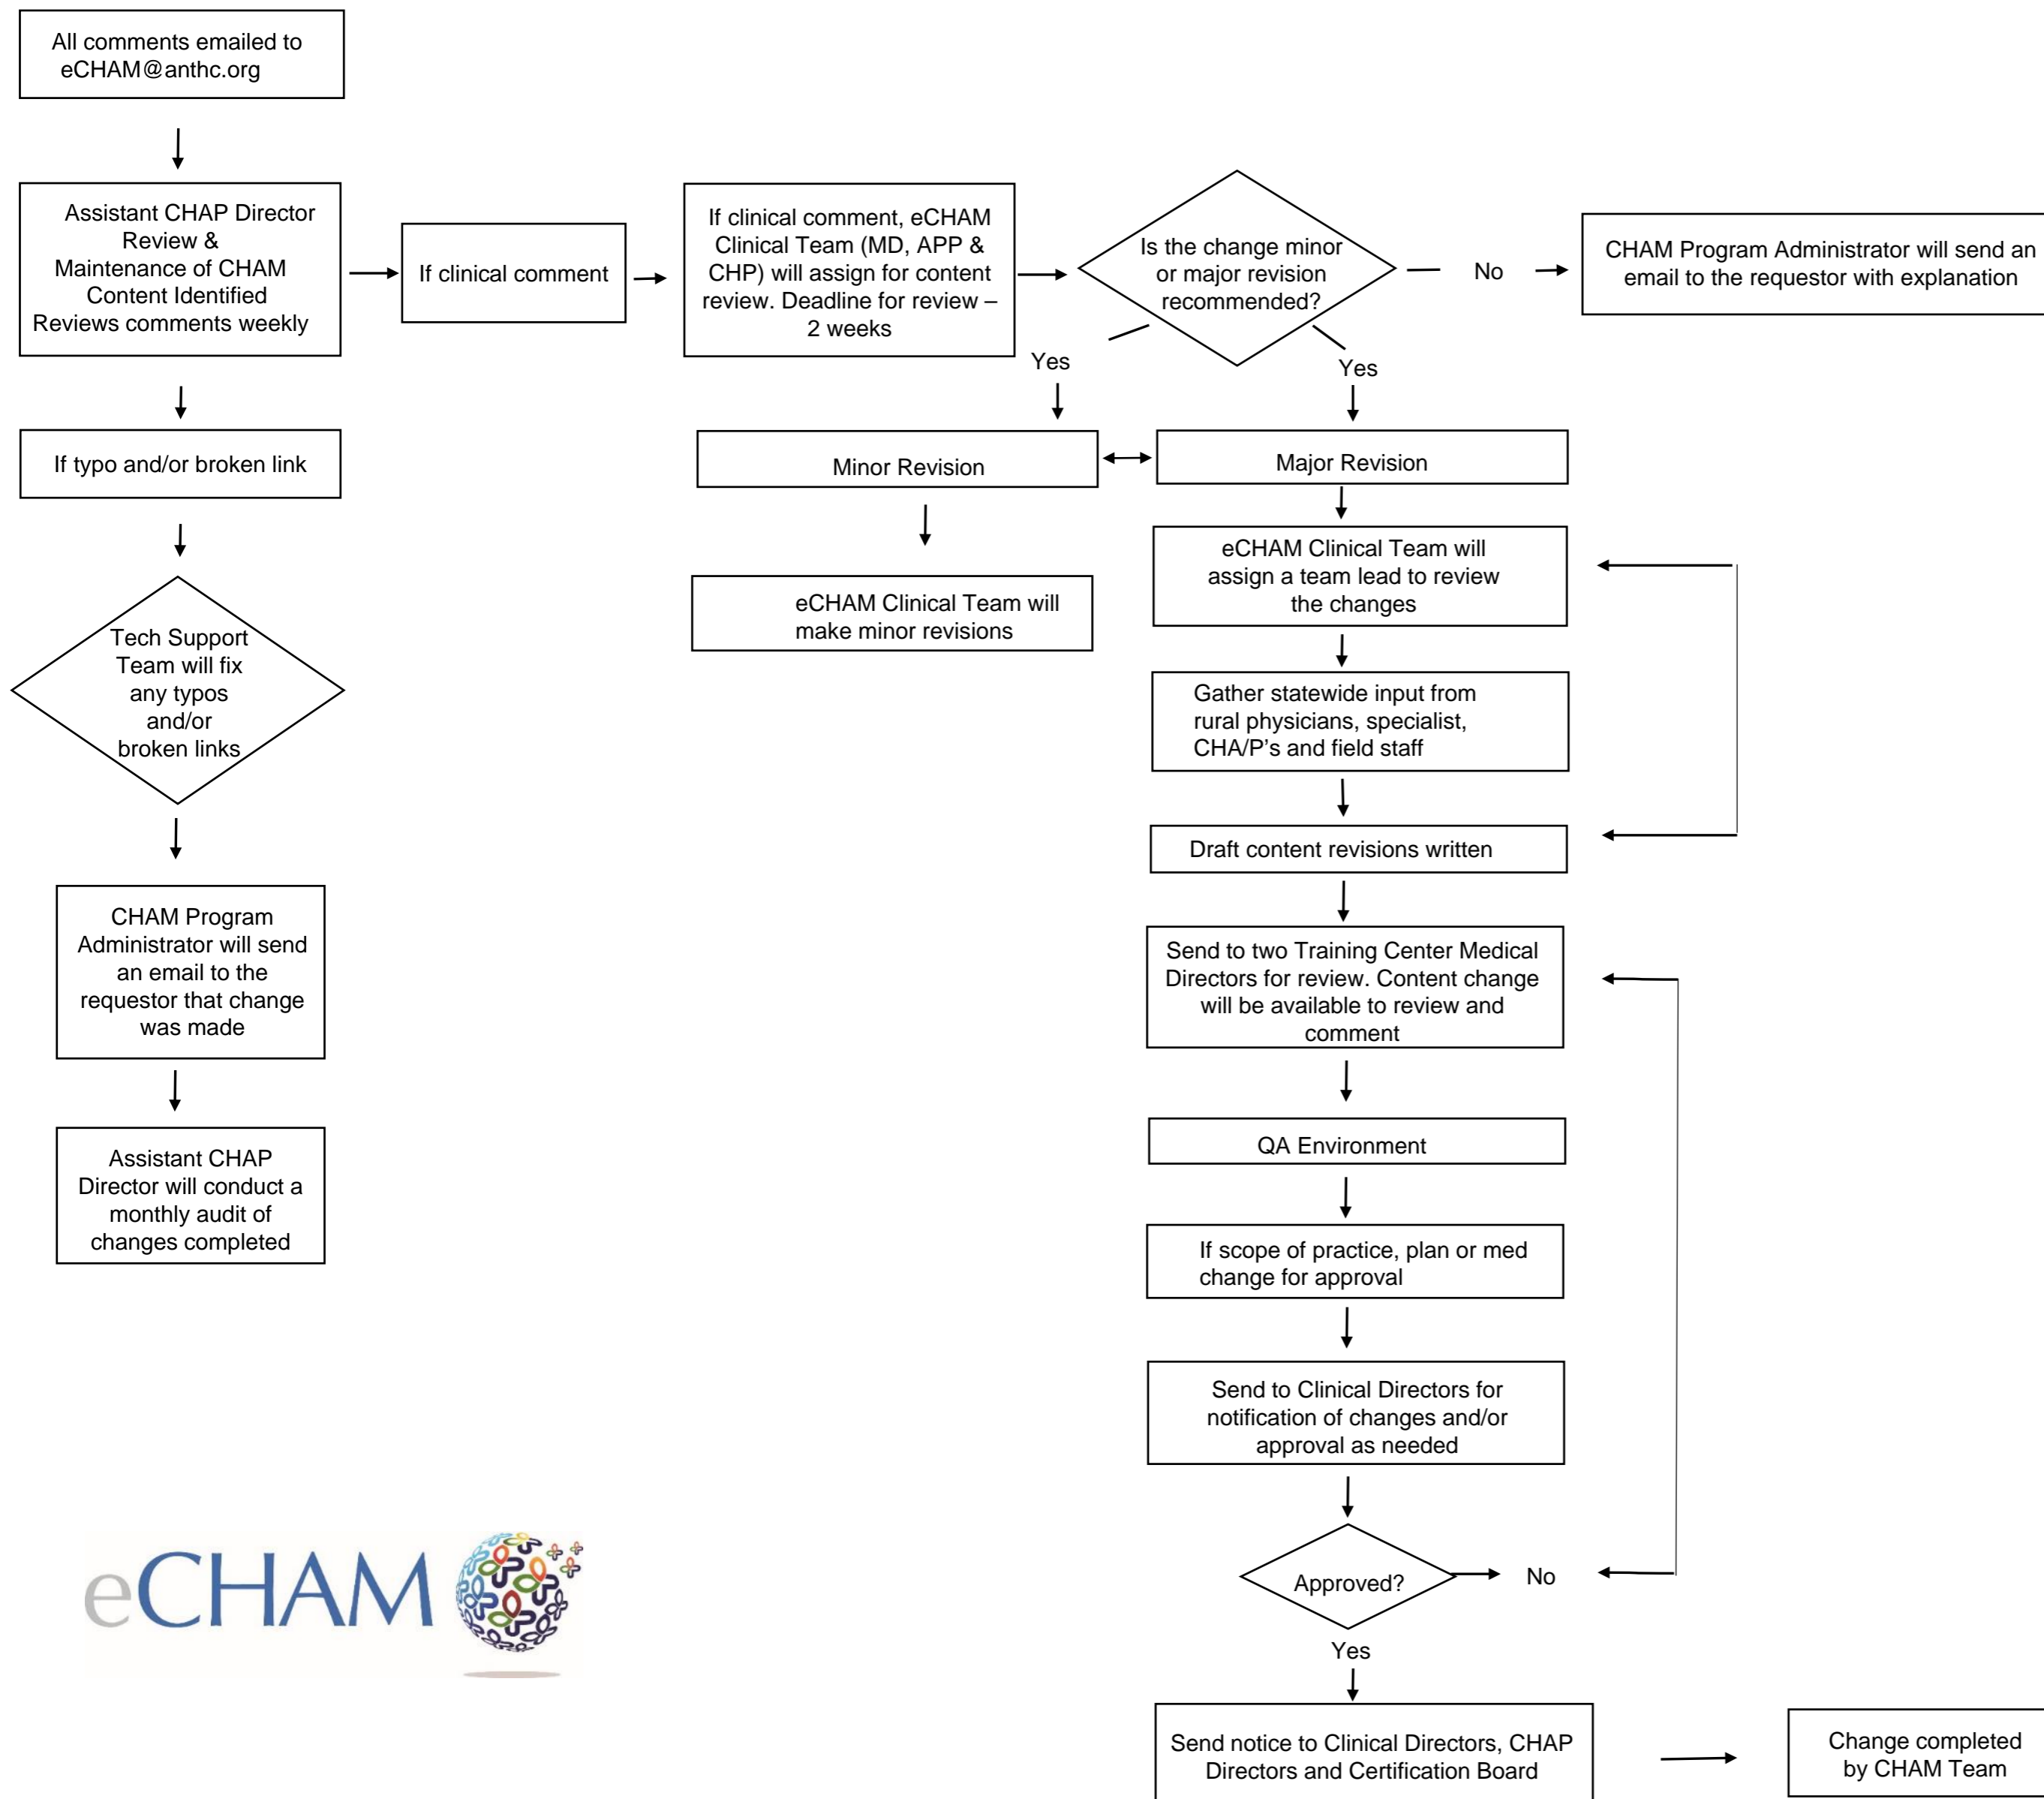 All comments emailed to
eCHAM@anthc.org
Assistant CHAP Director
Review &
Maintenance of CHAM
Content Identified
Reviews comments weekly
If clinical comment
If clinical comment, eCHAM
Clinical Team (MD, APP &
CHP) will assign for content
review. Deadline for review –
2 weeks
Is the change minor
or major revision
recommended?
No
CHAM Program Administrator will send an
email to the requestor with explanation
Yes
Yes
If typo and/or broken link
Minor Revision
Major Revision
eCHAM Clinical Team will
make minor revisions
eCHAM Clinical Team will
assign a team lead to review
the changes
Tech Support
Team will fix
any typos
and/or
broken links
Gather statewide input from
rural physicians, specialist,
CHA/P's and field staff
Draft content revisions written
CHAM Program
Administrator will send
an email to the
requestor that change
was made
Send to two Training Center Medical
Directors for review. Content change
will be available to review and
comment
Assistant CHAP
Director will conduct a
monthly audit of
changes completed
QA Environment
If scope of practice, plan or med
change for approval
Send to Clinical Directors for
notification of changes and/or
approval as needed
Approved?
No
Yes
eCHAM
Send notice to Clinical Directors, CHAP
Directors and Certification Board
Change completed
by CHAM Team